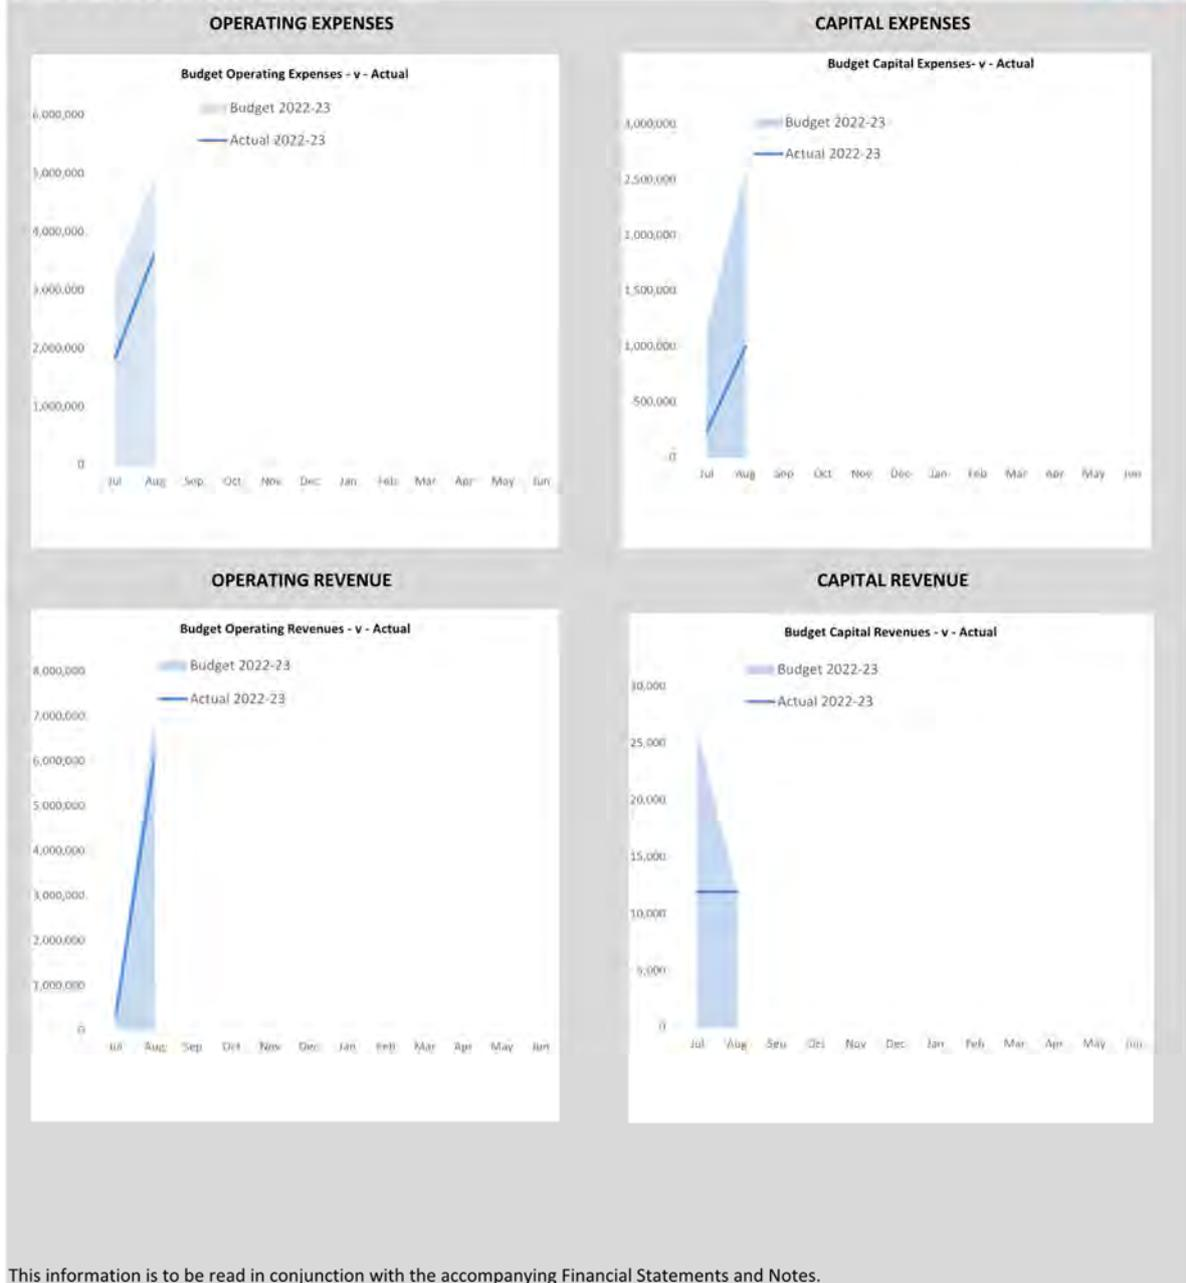 OPERATING EXPENSES
Budget Operating Expenses - v - Actual
Budget 2022-23
Actual 2022-23
6,000,000
5,000,000
4,000,000
3,000,000
2,000,000
1,000,000
0
Jul Aug Sep Oct Nov Dec Jan Feb Mar Apr May Jun
CAPITAL EXPENSES
Budget Capital Expenses- v - Actual
Budget 2022-23
Actual 2022-23
3,000,000
2,500,000
2,000,000
1,500,000
1,000,000
500,000
0
Jul Aug Sep Oct Nov Dec Jan Feb Mar Apr May Jun
OPERATING REVENUE
Budget Operating Revenues - v - Actual
Budget 2022-23
Actual 2022-23
8,000,000
7,000,000
6,000,000
5,000,000
4,000,000
3,000,000
2,000,000
1,000,000
0
Jul Aug Sep Oct Nov Dec Jan Feb Mar Apr May Jun
CAPITAL REVENUE
Budget Capital Revenues - v - Actual
Budget 2022-23
Actual 2022-23
30,000
25,000
20,000
15,000
10,000
5,000
0
Jul Aug Sep Oct Nov Dec Jan Feb Mar Apr May Jun
This information is to be read in conjunction with the accompanying Financial Statements and Notes.